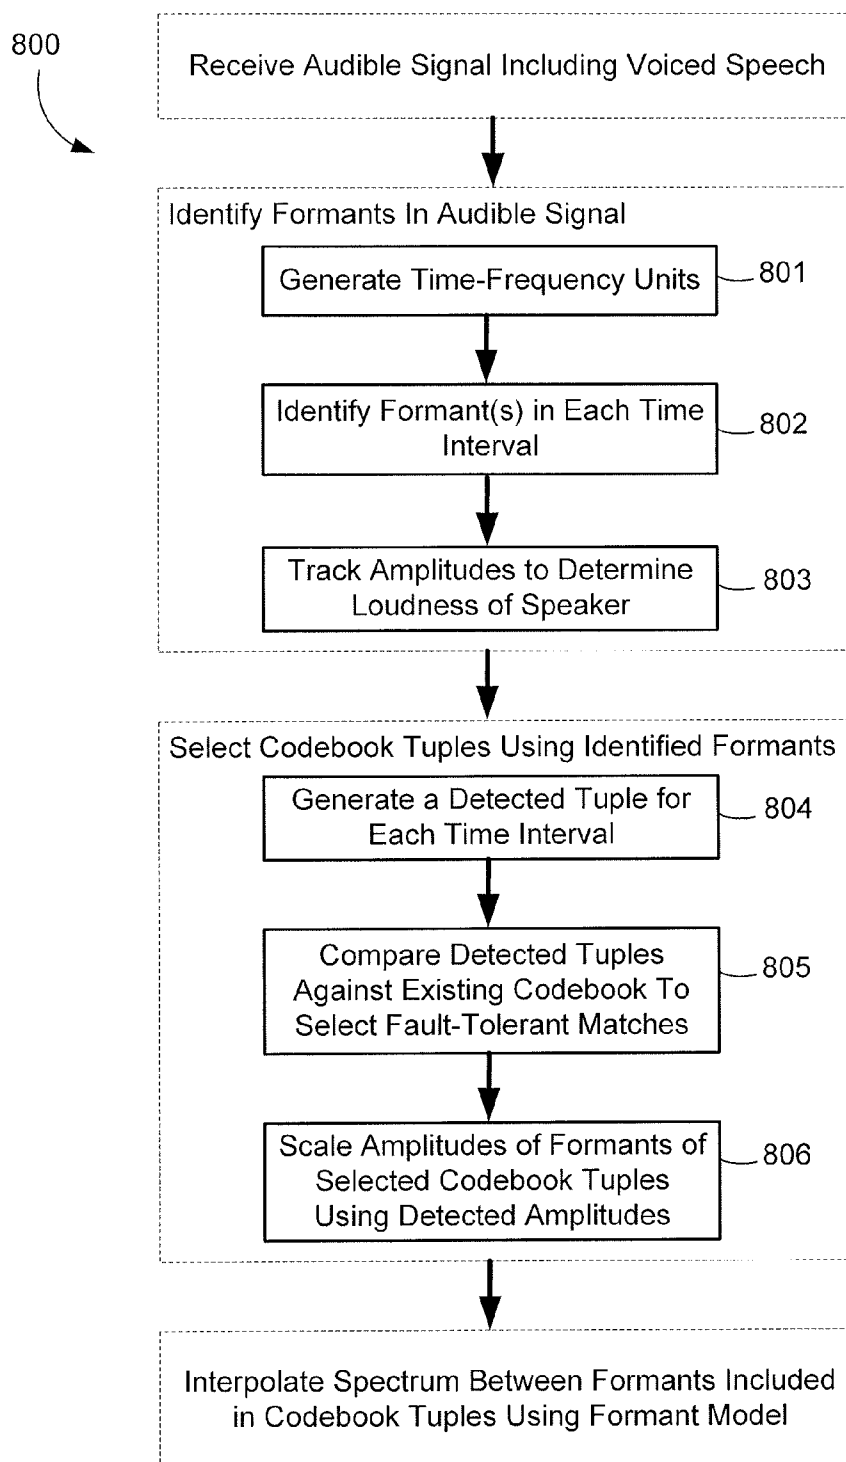 800
Receive Audible Signal Including Voiced Speech
Identify Formants In Audible Signal
Generate Time-Frequency Units
801
Identify Formant(s) in Each Time
Interval
802
Track Amplitudes to Determine
Loudness of Speaker
803
Select Codebook Tuples Using Identified Formants
Generate a Detected Tuple for
Each Time Interval
804
Compare Detected Tuples
Against Existing Codebook To
Select Fault-Tolerant Matches
805
Scale Amplitudes of Formants of
Selected Codebook Tuples
Using Detected Amplitudes
806
Interpolate Spectrum Between Formants Included
in Codebook Tuples Using Formant Model